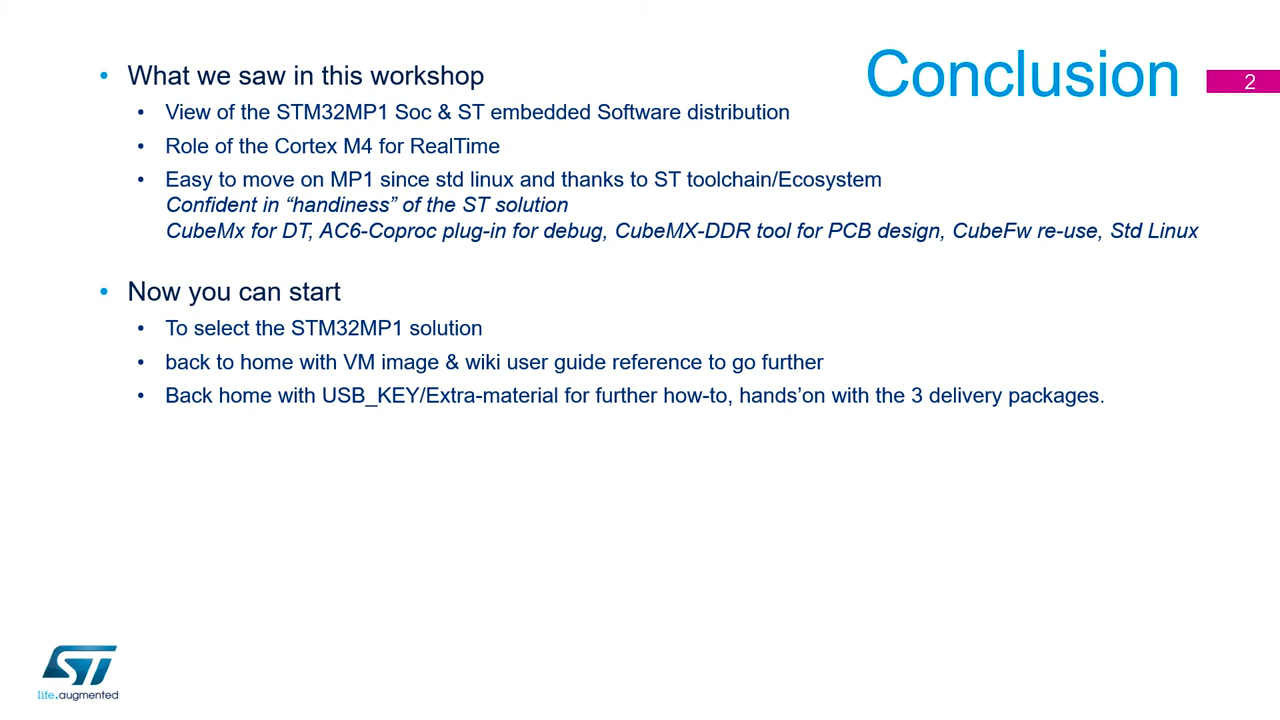 Conclusion
2
• What we saw in this workshop
• View of the STM32MP1 Soc & ST embedded Software distribution
• Role of the Cortex M4 for RealTime
• Easy to move on MP1 since std linux and thanks to ST toolchain/Ecosystem
Confident in “handiness” of the ST solution
CubeMx for DT, AC6-Coproc plug-in for debug, CubeMX-DDR tool for PCB design, CubeFw re-use, Std Linux
• Now you can start
• To select the STM32MP1 solution
• back to home with VM image & wiki user guide reference to go further
• Back home with USB_KEY/Extra-material for further how-to, hands’on with the 3 delivery packages.
ST
life.augmented